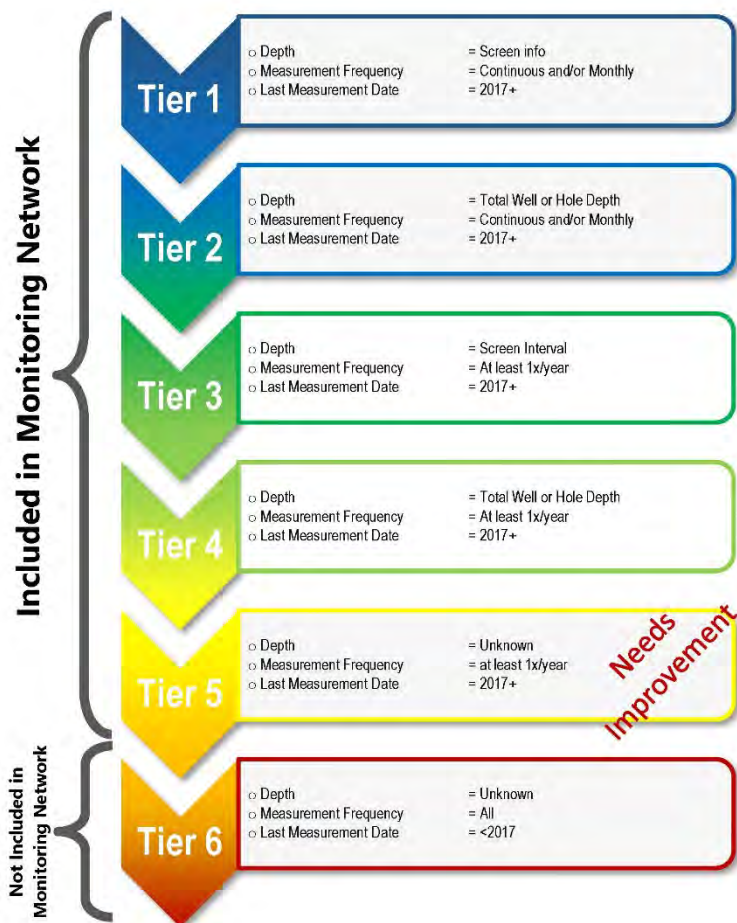 Included in Monitoring Network
Tier 1
o Depth = Screen info
o Measurement Frequency = Continuous and/or Monthly
o Last Measurement Date = 2017+
Tier 2
o Depth = Total Well or Hole Depth
o Measurement Frequency = Continuous and/or Monthly
o Last Measurement Date = 2017+
Tier 3
o Depth = Screen Interval
o Measurement Frequency = At least 1x/year
o Last Measurement Date = 2017+
Tier 4
o Depth = Total Well or Hole Depth
o Measurement Frequency = At least 1x/year
o Last Measurement Date = 2017+
Tier 5
o Depth = Unknown
o Measurement Frequency = at least 1x/year
o Last Measurement Date = 2017+
Needs
Improvement
Not Included in
Monitoring Network
Tier 6
o Depth = Unknown
o Measurement Frequency = All
o Last Measurement Date = <2017